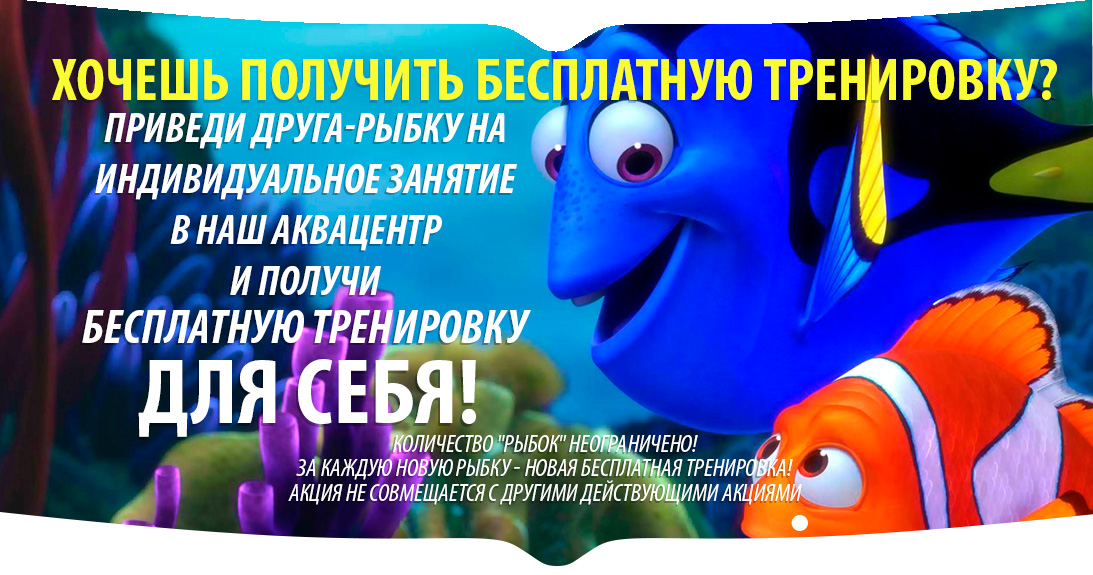 ХОЧЕШЬ ПОЛУЧИТЬ БЕСПЛАТНУЮ ТРЕНИРОВКУ?
ПРИВЕДИ ДРУГА-РЫБКУ НА
ИНДИВИДУАЛЬНОЕ ЗАНЯТИЕ
В НАШ АКВАЦЕНТР
И ПОЛУЧИ
БЕСПЛАТНУЮ ТРЕНИРОВКУ
ДЛЯ СЕБЯ!
КОЛИЧЕСТВО "РЫБОК" НЕОГРАНИЧЕНО!
ЗА КАЖДУЮ НОВУЮ РЫБКУ - НОВАЯ БЕСПЛАТНАЯ ТРЕНИРОВКА!
АКЦИЯ НЕ СОВМЕЩАЕТСЯ С ДРУГИМИ ДЕЙСТВУЮЩИМИ АКЦИЯМИ